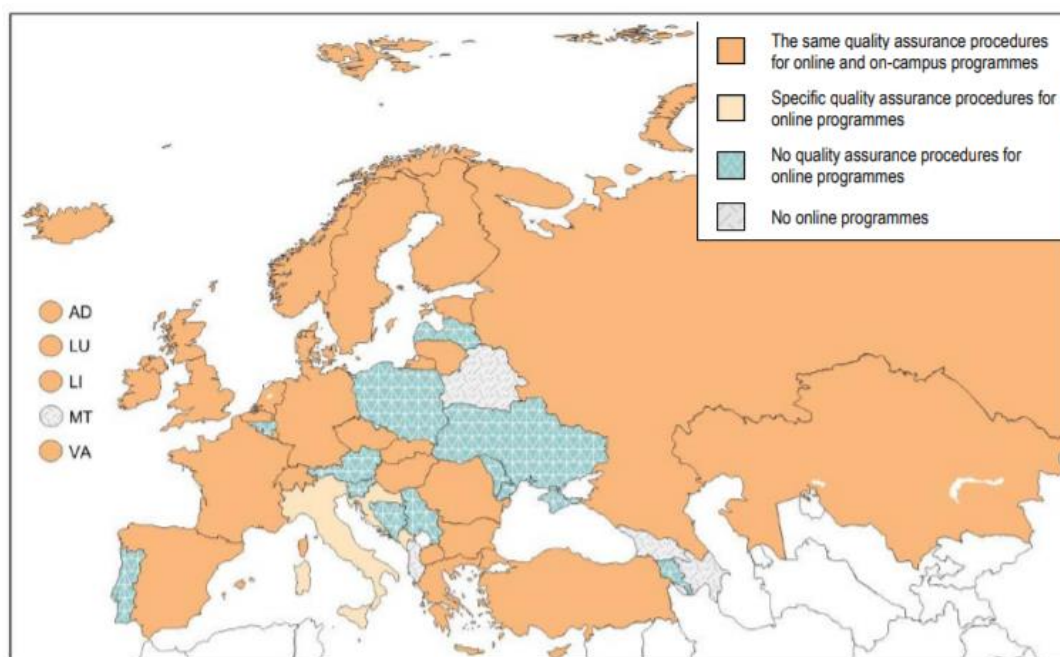 The same quality assurance procedures
for online and on-campus programmes
Specific quality assurance procedures for
online programmes
No quality assurance procedures for
online programmes
No online programmes
AD
LU
LI
MT
VA